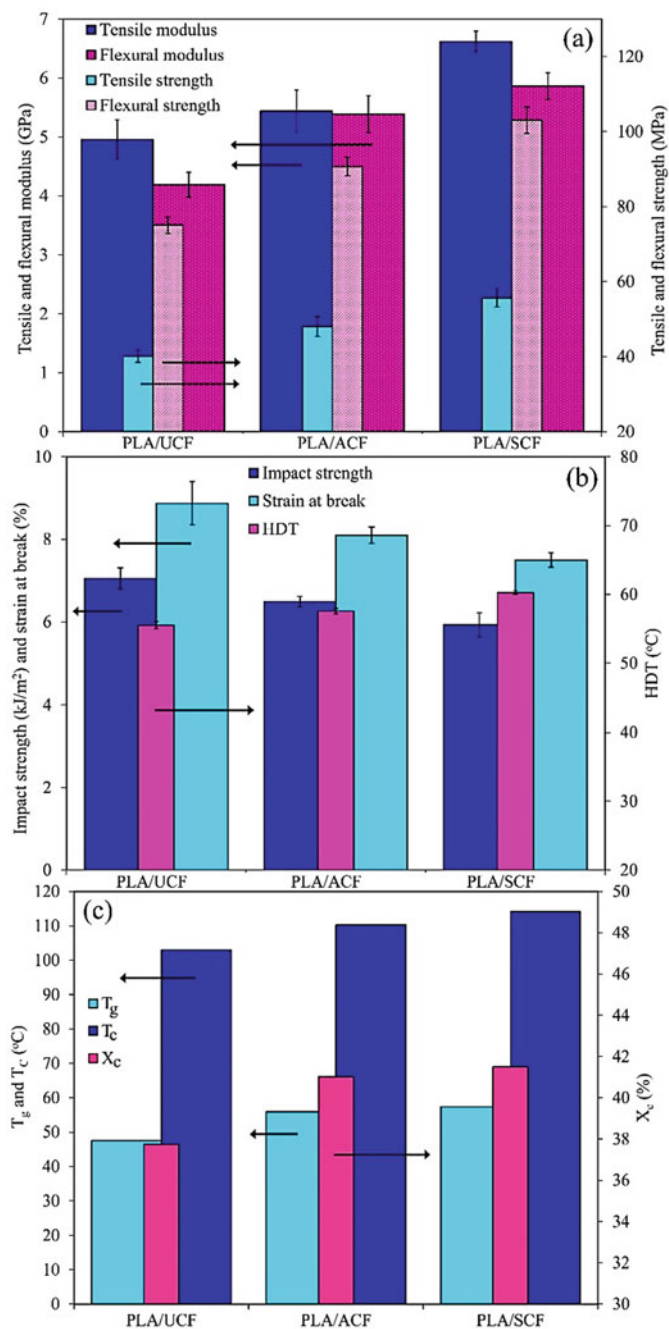 (a)
Tensile modulus
Flexural modulus
Tensile strength
Flexural strength
Tensile and flexural modulus (GPa)
7
6
5
4
3
2
1
0
Tensile and flexural strength (MPa)
120
100
80
60
40
20
PLA/UCF PLA/ACF PLA/SCF
(b)
Impact strength
Strain at break
HDT
Impact strength (kJ/m²) and strain at break (%)
10
8
6
4
2
0
HDT (°C)
80
70
60
50
40
30
20
PLA/UCF PLA/ACF PLA/SCF
(c)
Tg
Tc
Xc
Tg and TC (°C)
120
110
100
90
80
70
60
50
40
30
20
10
0
Xc (%)
50
48
46
44
42
40
38
36
34
32
30
PLA/UCF PLA/ACF PLA/SCF